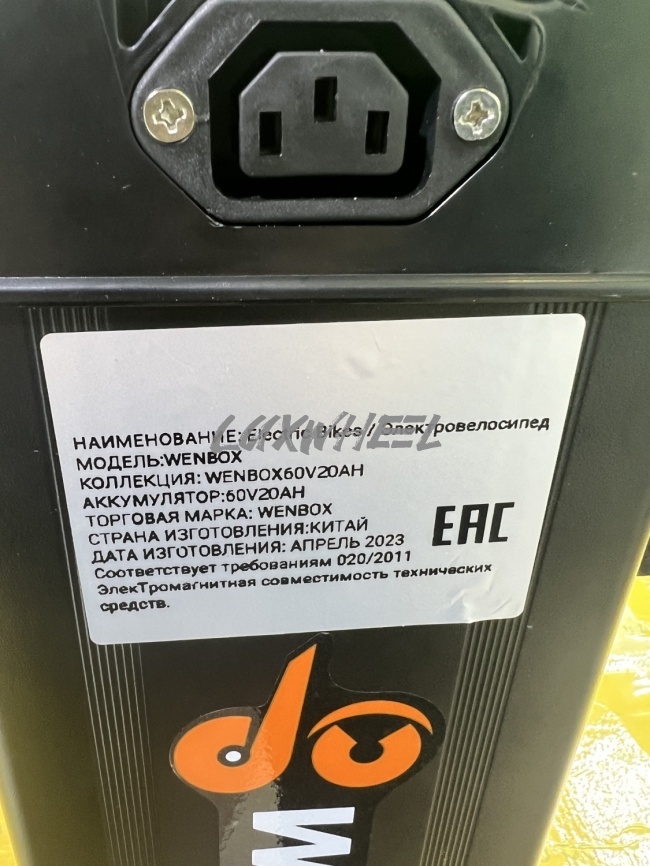 НАИМЕНОВАНИЕ: Electric Bikes / Электровелосипед
LUXWHEEL
МОДЕЛЬ:WENBOX
КОЛЛЕКЦИЯ: WENBOX60V20AH
АККУМУЛЯТОР:60V20AH
ТОРГОВАЯ МАРКА: WENBOX
СТРАНА ИЗГОТОВЛЕНИЯ:КИТАЙ
ДАТА ИЗГОТОВЛЕНИЯ: АПРЕЛЬ 2023
Соответствует требованиям 020/2011
ЭлекТромагнитная совместимость технических
средств.
EAC
W